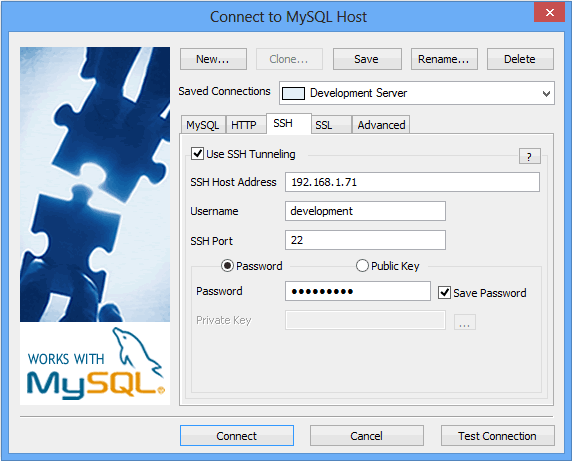 Connect to MySQL Host
New... Clone... Save Rename... Delete
Saved Connections Development Server
MySQL HTTP SSH SSL Advanced
Use SSH Tunneling ?
SSH Host Address 192.168.1.71
Username development
SSH Port 22
Password Public Key
Password ●●●●●●●●● Save Password
Private Key ...
WORKS WITH
MySQL®
Connect Cancel Test Connection